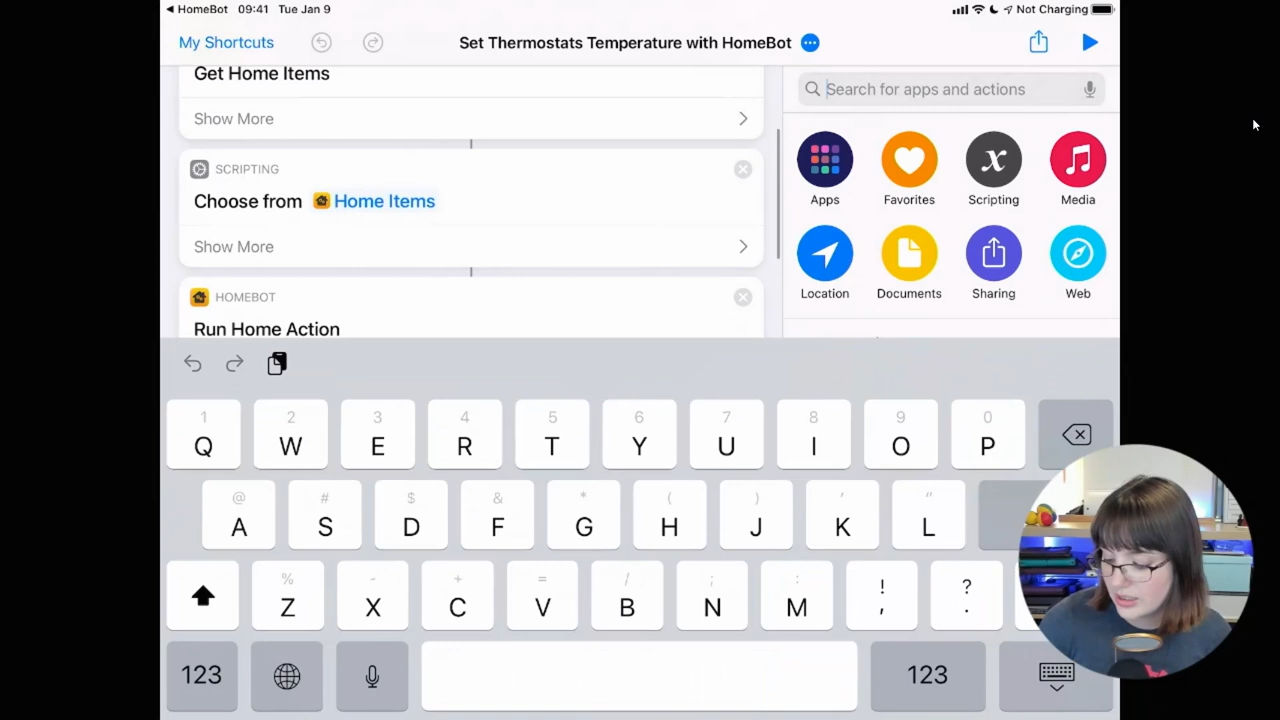 HomeBot 09:41 Tue Jan 9 Not Charging
My Shortcuts Set Thermostats Temperature with HomeBot
Get Home Items
Show More
SCRIPTING
Choose from Home Items
Show More
HOMEBOT
Run Home Action
Search for apps and actions
Apps Favorites Scripting Media
Location Documents Sharing Web
1 2 3 4 5 6 7 8 9 0
Q W E R T Y U I O P
@ # $ & * ( ) ' "
A S D F G H J K L
% - + = / ; : ! ?
Z X C V B N M , .
123 123